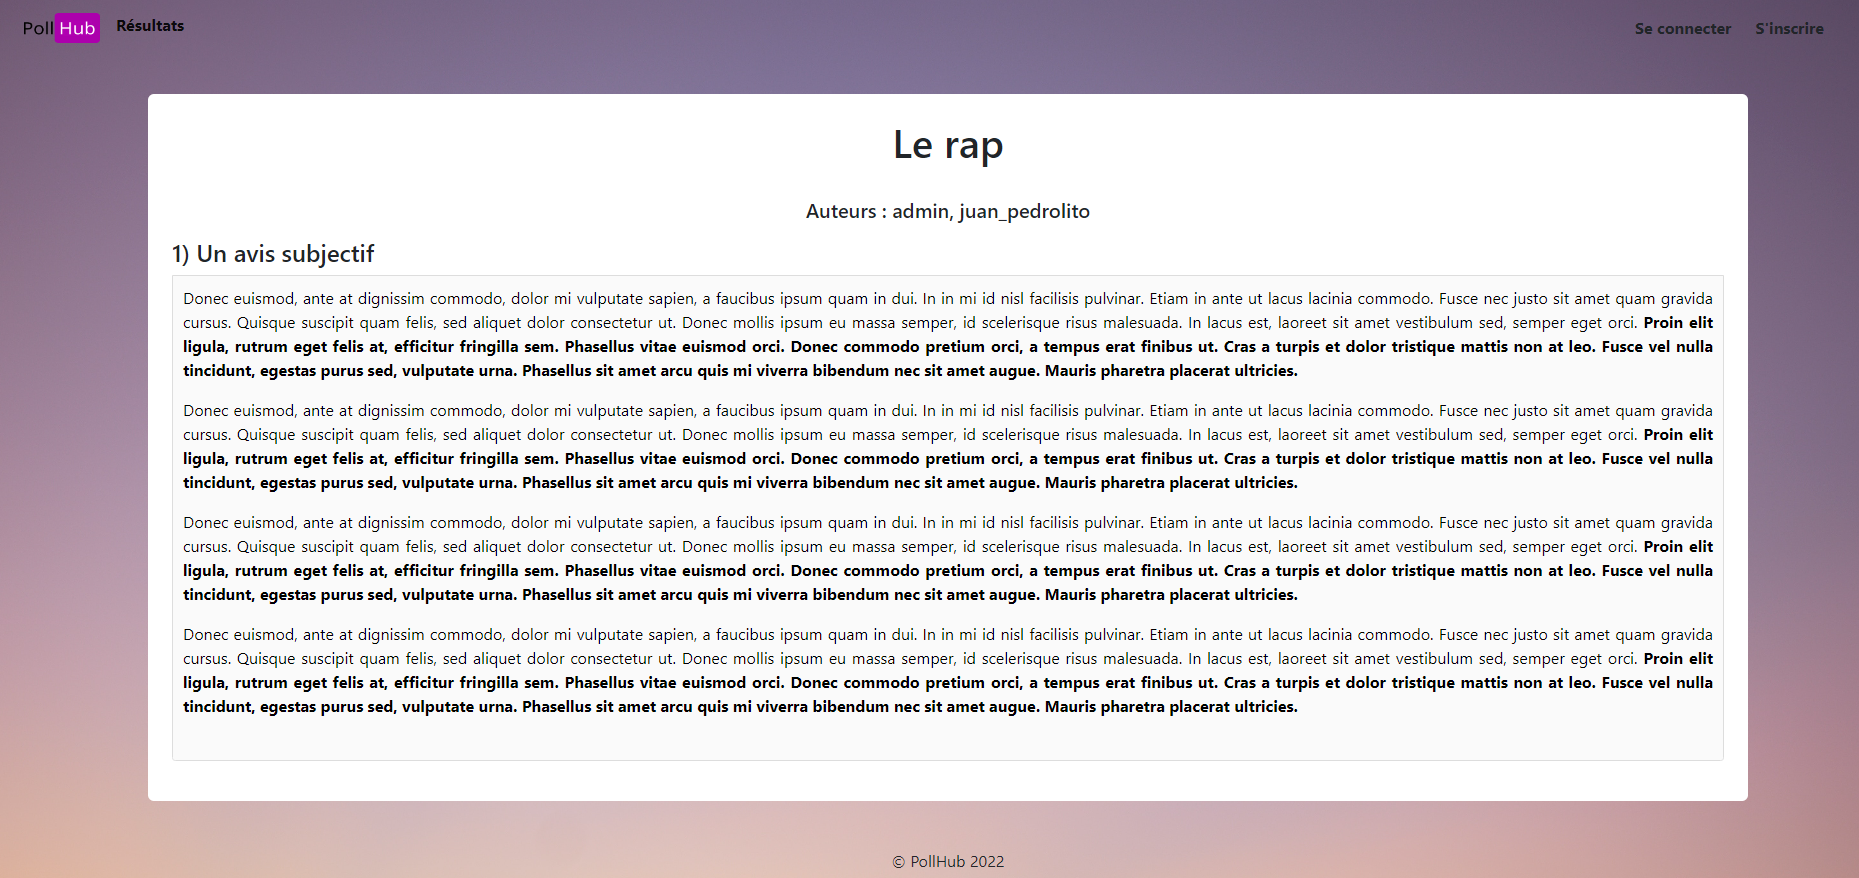 PollHub Résultats Se connecter S'inscrire
Le rap
Auteurs : admin, juan_pedrolito
1) Un avis subjectif
Donec euismod, ante at dignissim commodo, dolor mi vulputate sapien, a faucibus ipsum quam in dui. In in mi id nisl facilisis pulvinar. Etiam in ante ut lacus lacinia commodo. Fusce nec justo sit amet quam gravida
cursus. Quisque suscipit quam felis, sed aliquet dolor consectetur ut. Donec mollis ipsum eu massa semper, id scelerisque risus malesuada. In lacus est, laoreet sit amet vestibulum sed, semper eget orci. Proin elit
ligula, rutrum eget felis at, efficitur fringilla sem. Phasellus vitae euismod orci. Donec commodo pretium orci, a tempus erat finibus ut. Cras a turpis et dolor tristique mattis non at leo. Fusce vel nulla
tincidunt, egestas purus sed, vulputate urna. Phasellus sit amet arcu quis mi viverra bibendum nec sit amet augue. Mauris pharetra placerat ultricies.
Donec euismod, ante at dignissim commodo, dolor mi vulputate sapien, a faucibus ipsum quam in dui. In in mi id nisl facilisis pulvinar. Etiam in ante ut lacus lacinia commodo. Fusce nec justo sit amet quam gravida
cursus. Quisque suscipit quam felis, sed aliquet dolor consectetur ut. Donec mollis ipsum eu massa semper, id scelerisque risus malesuada. In lacus est, laoreet sit amet vestibulum sed, semper eget orci. Proin elit
ligula, rutrum eget felis at, efficitur fringilla sem. Phasellus vitae euismod orci. Donec commodo pretium orci, a tempus erat finibus ut. Cras a turpis et dolor tristique mattis non at leo. Fusce vel nulla
tincidunt, egestas purus sed, vulputate urna. Phasellus sit amet arcu quis mi viverra bibendum nec sit amet augue. Mauris pharetra placerat ultricies.
Donec euismod, ante at dignissim commodo, dolor mi vulputate sapien, a faucibus ipsum quam in dui. In in mi id nisl facilisis pulvinar. Etiam in ante ut lacus lacinia commodo. Fusce nec justo sit amet quam gravida
cursus. Quisque suscipit quam felis, sed aliquet dolor consectetur ut. Donec mollis ipsum eu massa semper, id scelerisque risus malesuada. In lacus est, laoreet sit amet vestibulum sed, semper eget orci. Proin elit
ligula, rutrum eget felis at, efficitur fringilla sem. Phasellus vitae euismod orci. Donec commodo pretium orci, a tempus erat finibus ut. Cras a turpis et dolor tristique mattis non at leo. Fusce vel nulla
tincidunt, egestas purus sed, vulputate urna. Phasellus sit amet arcu quis mi viverra bibendum nec sit amet augue. Mauris pharetra placerat ultricies.
Donec euismod, ante at dignissim commodo, dolor mi vulputate sapien, a faucibus ipsum quam in dui. In in mi id nisl facilisis pulvinar. Etiam in ante ut lacus lacinia commodo. Fusce nec justo sit amet quam gravida
cursus. Quisque suscipit quam felis, sed aliquet dolor consectetur ut. Donec mollis ipsum eu massa semper, id scelerisque risus malesuada. In lacus est, laoreet sit amet vestibulum sed, semper eget orci. Proin elit
ligula, rutrum eget felis at, efficitur fringilla sem. Phasellus vitae euismod orci. Donec commodo pretium orci, a tempus erat finibus ut. Cras a turpis et dolor tristique mattis non at leo. Fusce vel nulla
tincidunt, egestas purus sed, vulputate urna. Phasellus sit amet arcu quis mi viverra bibendum nec sit amet augue. Mauris pharetra placerat ultricies.
© PollHub 2022